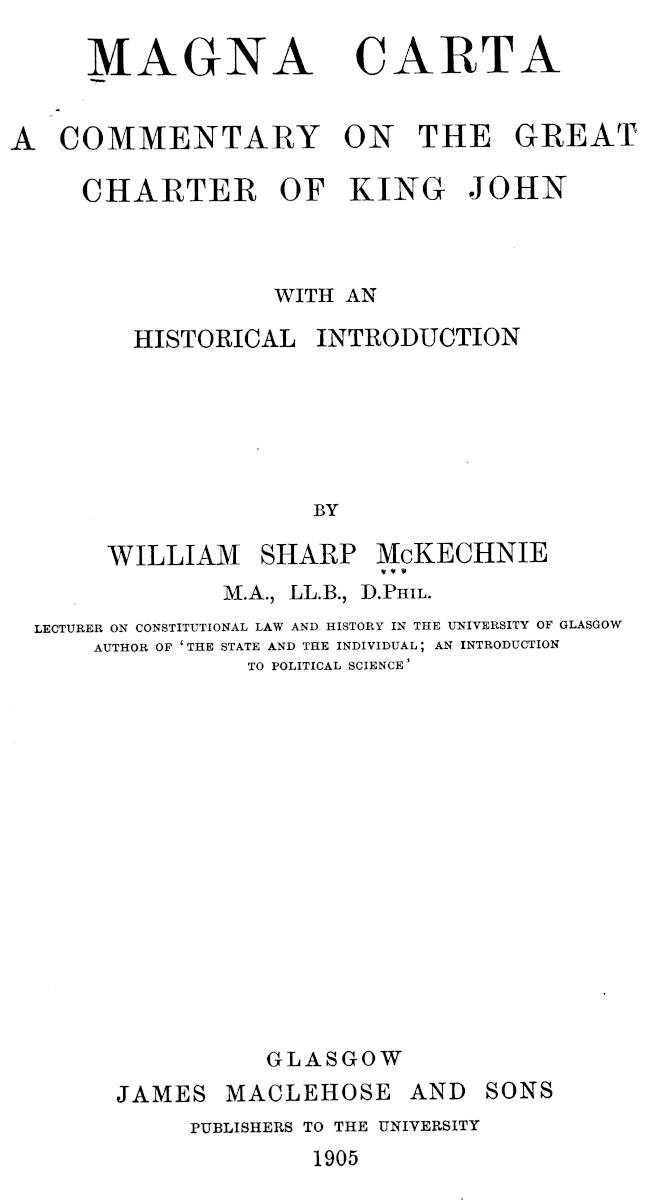 MAGNA CARTA
A COMMENTARY ON THE GREAT
CHARTER OF KING JOHN
WITH AN
HISTORICAL INTRODUCTION
BY
WILLIAM SHARP McKECHNIE
M.A., LL.B., D.Phil.
LECTURER ON CONSTITUTIONAL LAW AND HISTORY IN THE UNIVERSITY OF GLASGOW
AUTHOR OF ‘THE STATE AND THE INDIVIDUAL; AN INTRODUCTION
TO POLITICAL SCIENCE’
GLASGOW
JAMES MACLEHOSE AND SONS
PUBLISHERS TO THE UNIVERSITY
1905